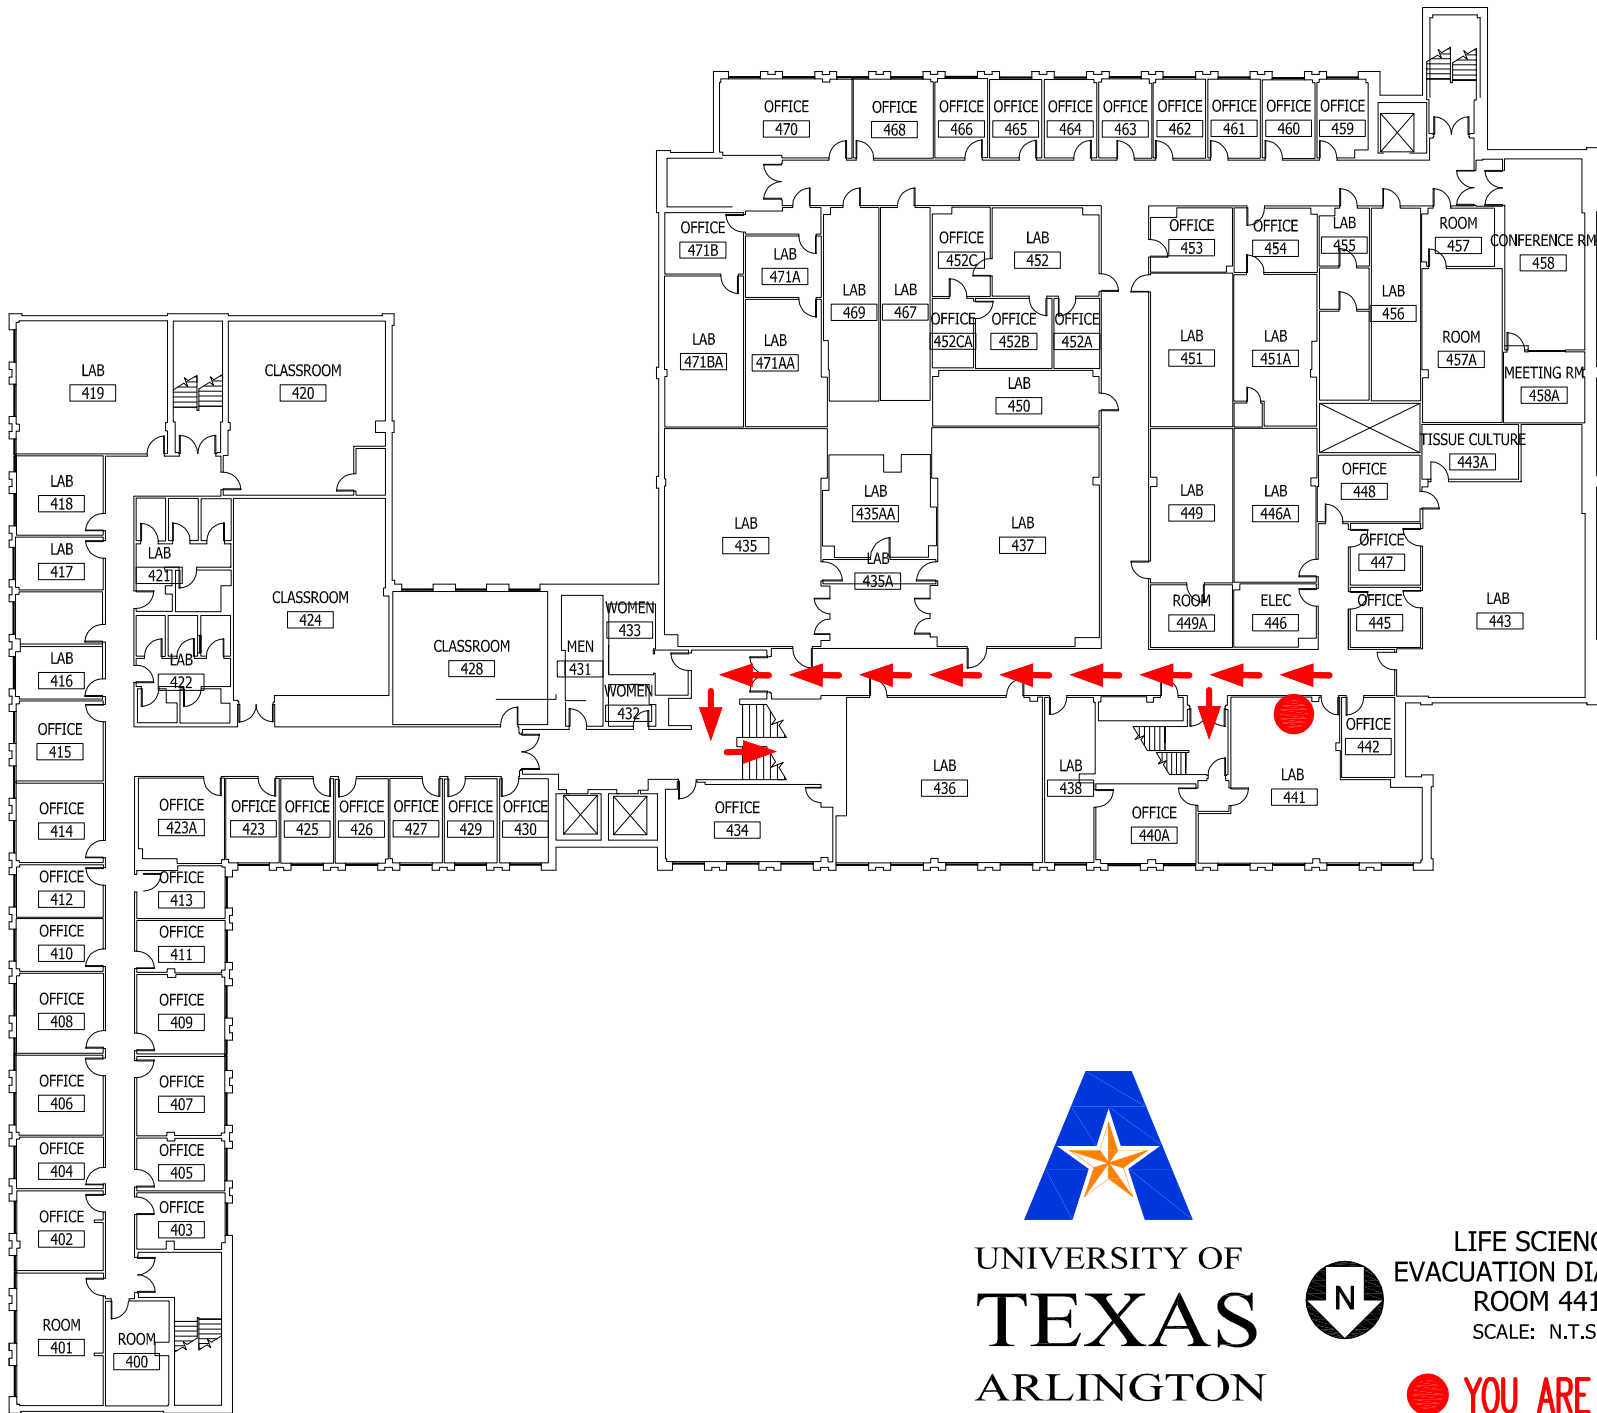 OFFICE
470
OFFICE
468
OFFICE
466
OFFICE
465
OFFICE
464
OFFICE
463
OFFICE
462
OFFICE
461
OFFICE
460
OFFICE
459
OFFICE
471B
LAB
471A
LAB
469
LAB
467
OFFICE
452C
LAB
452
OFFICE
453
OFFICE
454
LAB
455
LAB
456
ROOM
457
CONFERENCE RM
458
LAB
471BA
LAB
471AA
OFFICE
452CA
OFFICE
452B
OFFICE
452A
LAB
451
LAB
451A
ROOM
457A
MEETING RM
458A
LAB
450
LAB
419
CLASSROOM
420
TISSUE CULTURE
443A
OFFICE
448
LAB
418
LAB
417
LAB
421
LAB
435
LAB
435AA
LAB
435A
LAB
437
LAB
449
LAB
446A
OFFICE
447
OFFICE
445
LAB
443
ROOM
449A
ELEC
446
CLASSROOM
424
CLASSROOM
428
MEN
431
WOMEN
433
WOMEN
432
LAB
416
LAB
422
OFFICE
415
OFFICE
442
OFFICE
414
OFFICE
423A
OFFICE
423
OFFICE
425
OFFICE
426
OFFICE
427
OFFICE
429
OFFICE
430
OFFICE
434
LAB
436
LAB
438
OFFICE
440A
LAB
441
OFFICE
412
OFFICE
413
OFFICE
410
OFFICE
411
OFFICE
408
OFFICE
409
OFFICE
406
OFFICE
407
OFFICE
404
OFFICE
405
OFFICE
402
OFFICE
403
ROOM
401
ROOM
400
UNIVERSITY OF
TEXAS
ARLINGTON
N
LIFE SCIENC
EVACUATION DIA
ROOM 441
SCALE: N.T.S
YOU ARE